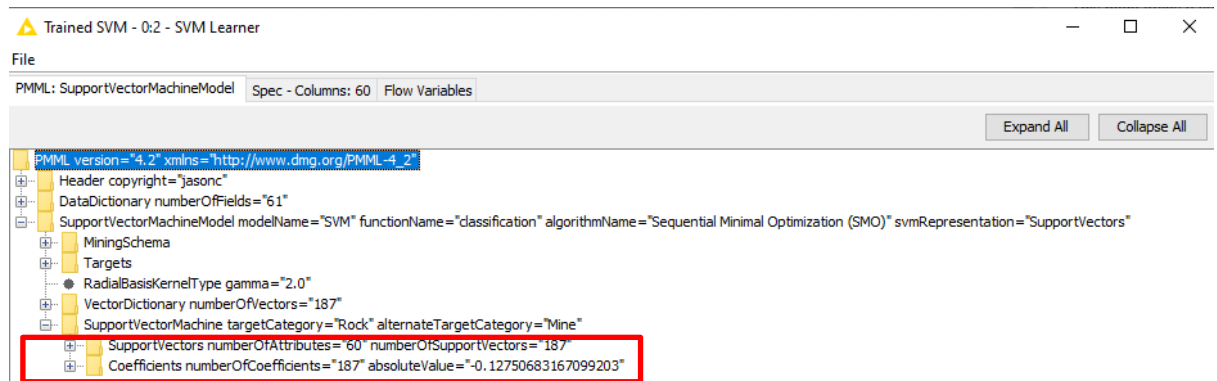 Trained SVM - 0:2 - SVM Learner
File
PMML: SupportVectorMachineModel Spec - Columns: 60 Flow Variables
Expand All Collapse All
PMML version="4.2" xmlns="http://www.dmg.org/PMML-4_2"
Header copyright="jasonc"
DataDictionary numberOfFields="61"
SupportVectorMachineModel modelName="SVM" functionName="classification" algorithmName="Sequential Minimal Optimization (SMO)" svmRepresentation="SupportVectors"
MiningSchema
Targets
RadialBasisKernelType gamma="2.0"
VectorDictionary numberOfVectors="187"
SupportVectorMachine targetCategory="Rock" alternateTargetCategory="Mine"
SupportVectors numberOfAttributes="60" numberOfSupportVectors="187"
Coefficients numberOfCoefficients="187" absoluteValue="-0.12750683167099203"